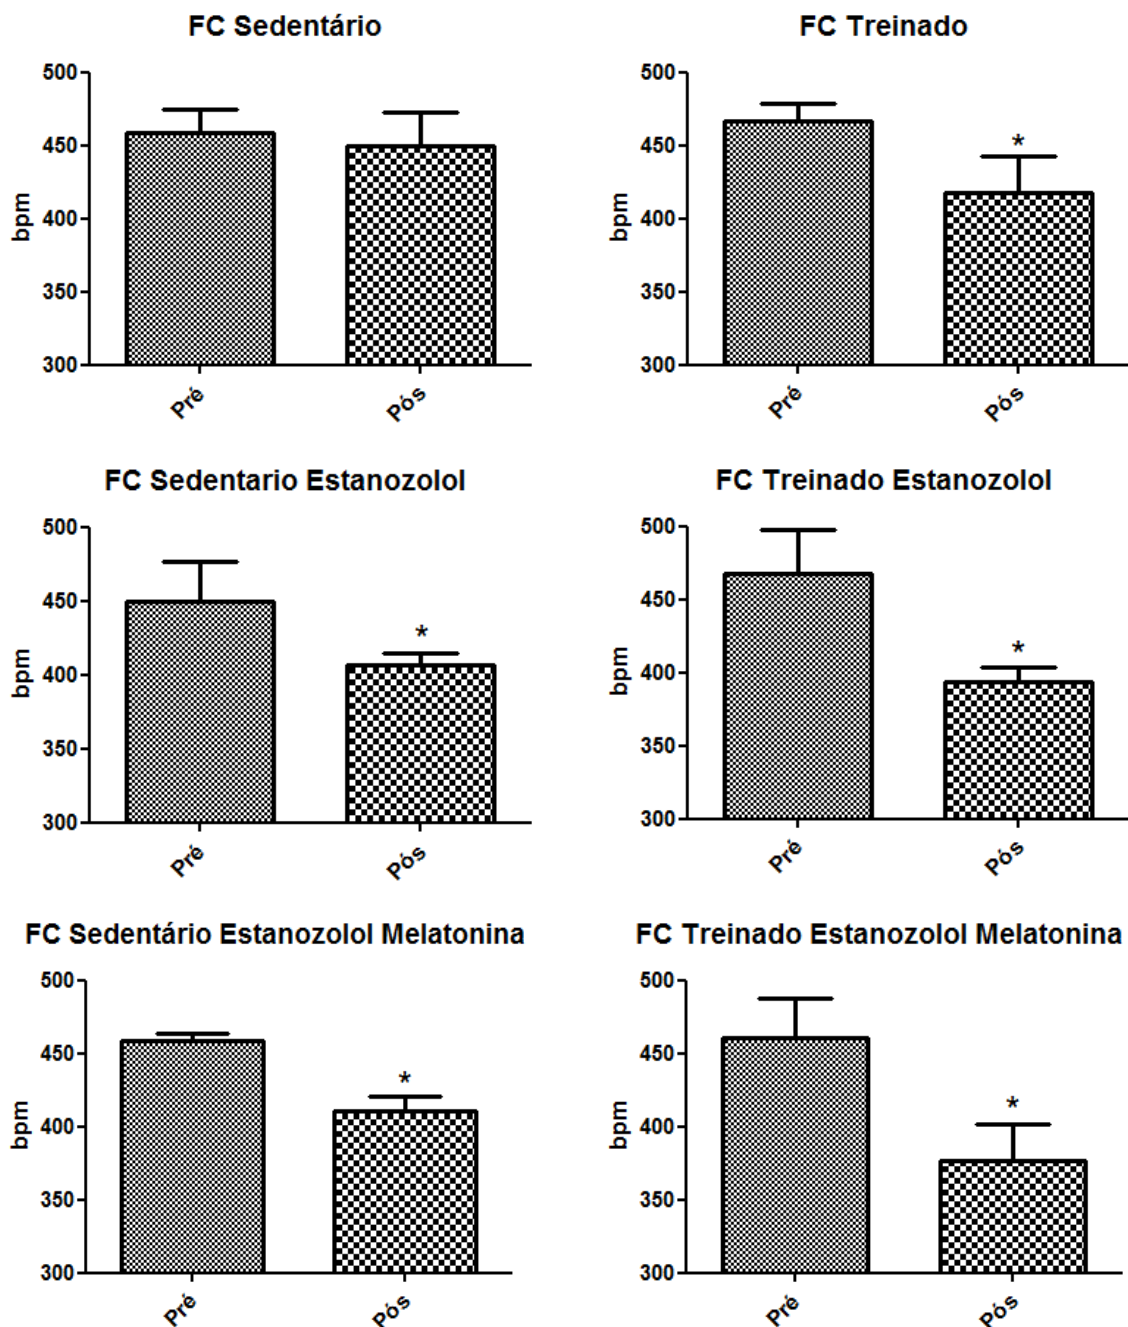 FC Sedentário
500
450
400
350
300
bpm
Pré
Pós
FC Treinado
500
450
400
350
300
bpm
*
Pré
Pós
FC Sedentario Estanozolol
500
450
400
350
300
bpm
*
Pré
Pós
FC Treinado Estanozolol
500
450
400
350
300
bpm
*
Pré
Pós
FC Sedentário Estanozolol Melatonina
500
450
400
350
300
bpm
*
Pré
Pós
FC Treinado Estanozolol Melatonina
500
450
400
350
300
bpm
*
Pré
Pós